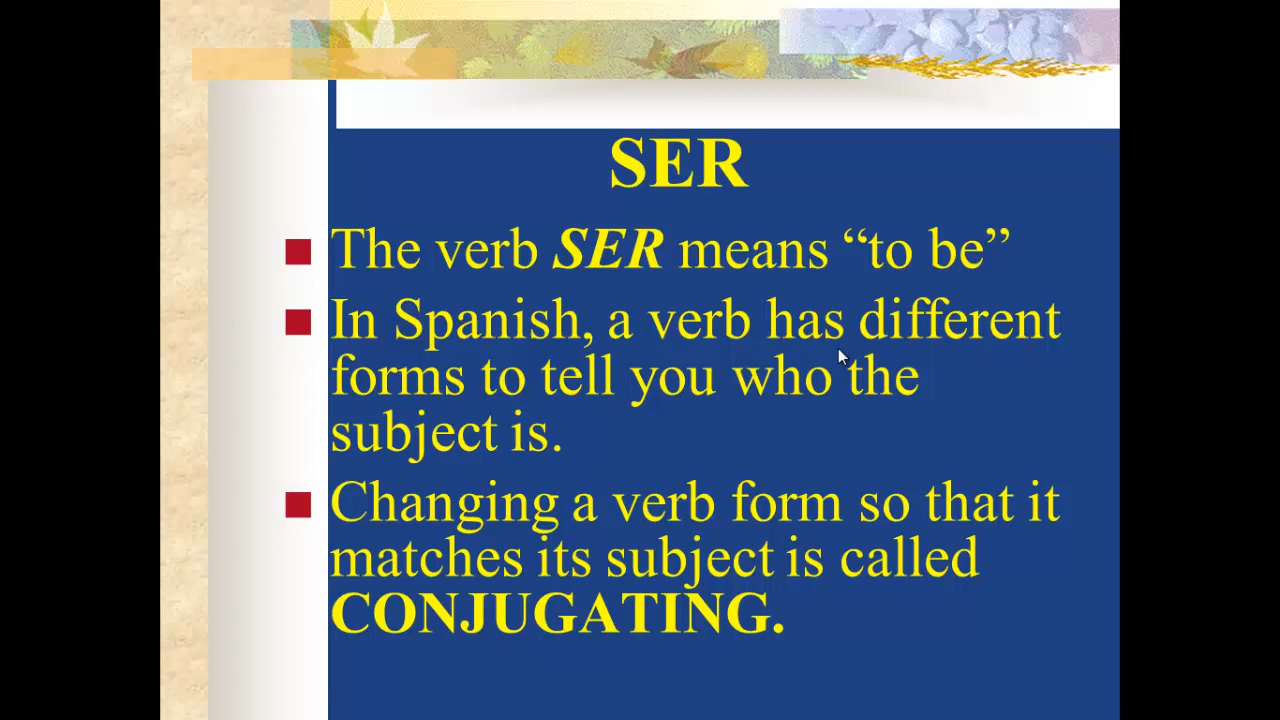 SER
The verb SER means “to be”
In Spanish, a verb has different
forms to tell you who the
subject is.
Changing a verb form so that it
matches its subject is called
CONJUGATING.